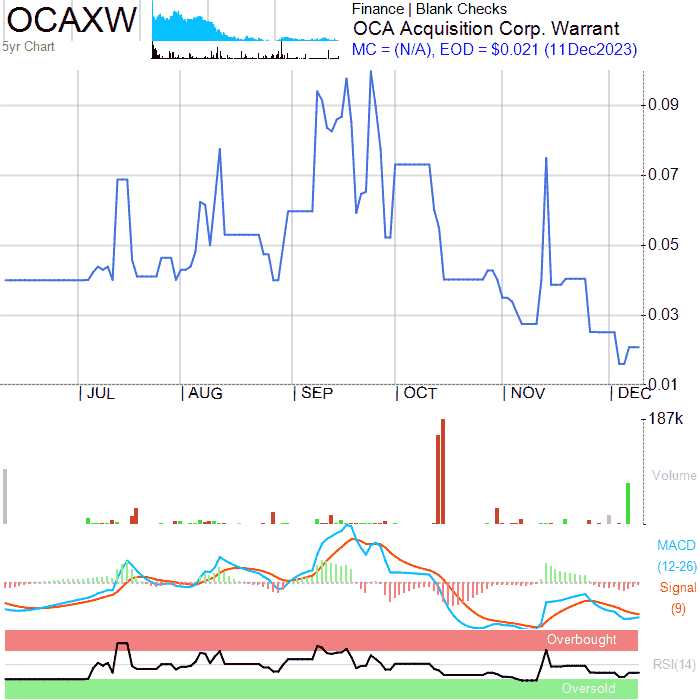 OCAXW
5yr Chart
Finance | Blank Checks
OCA Acquisition Corp. Warrant
MC = (N/A), EOD = $0.021 (11Dec2023)
0.09
0.07
0.05
0.03
0.01
JUL AUG SEP OCT NOV DEC
187k
Volume
MACD
(12-26)
Signal
(9)
Overbought
RSI(14)
Oversold